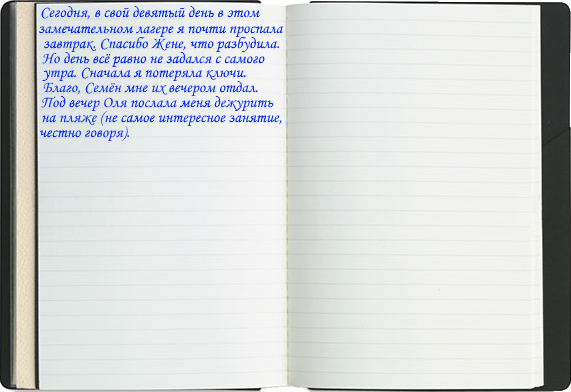 Сегодня, в свой девятый день в этом
замечательном лагере я почти проспала
завтрак. Спасибо Жене, что разбудила.
Но день всё равно не задался с самого
утра. Сначала я потеряла ключи.
Благо, Семён мне их вечером отдал.
Под вечер Оля послала меня дежурить
на пляже (не самое интересное занятие,
честно говоря).